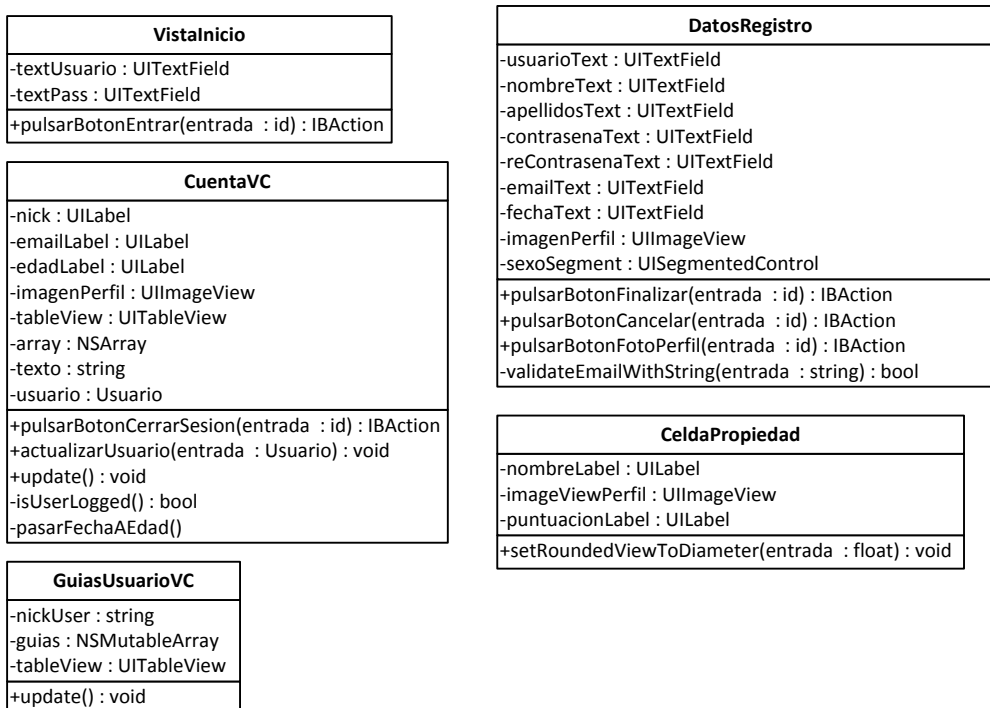 VistaInicio
-textUsuario : UITextField
-textPass : UITextField
+pulsarBotonEntrar(entrada : id) : IBAction
CuentaVC
-nick : UILabel
-emailLabel : UILabel
-edadLabel : UILabel
-imagenPerfil : UIImageView
-tableView : UITableView
-array : NSArray
-texto : string
-usuario : Usuario
+pulsarBotonCerrarSesion(entrada : id) : IBAction
+actualizarUsuario(entrada : Usuario) : void
+update() : void
-isUserLogged() : bool
-pasarFechaAEdad()
GuiasUsuarioVC
-nickUser : string
-guias : NSMutableArray
-tableView : UITableView
+update() : void
DatosRegistro
-usuarioText : UITextField
-nombreText : UITextField
-apellidosText : UITextField
-contrasenaText : UITextField
-reContrasenaText : UITextField
-emailText : UITextField
-fechaText : UITextField
-imagenPerfil : UIImageView
-sexoSegment : UISegmentedControl
+pulsarBotonFinalizar(entrada : id) : IBAction
+pulsarBotonCancelar(entrada : id) : IBAction
+pulsarBotonFotoPerfil(entrada : id) : IBAction
-validateEmailWithString(entrada : string) : bool
CeldaPropiedad
-nombreLabel : UILabel
-imageViewPerfil : UIImageView
-puntuacionLabel : UILabel
+setRoundedViewToDiameter(entrada : float) : void